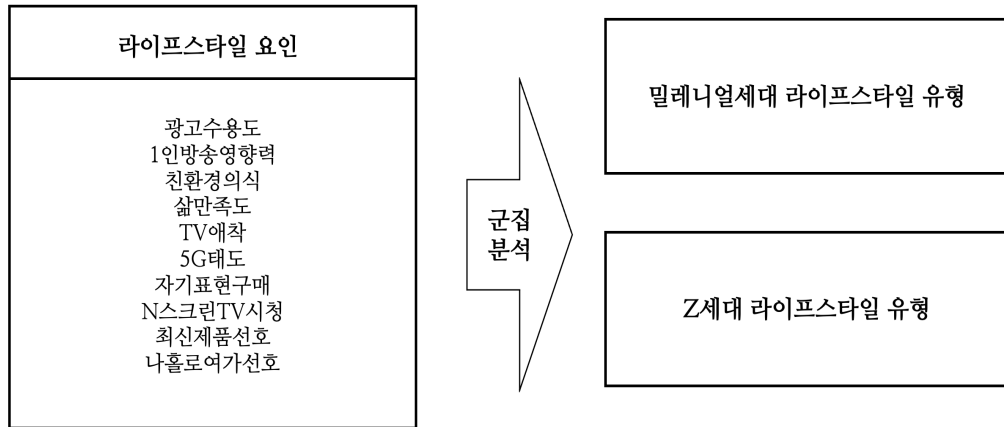 라이프스타일 요인
광고수용도
1인방송영향력
친환경의식
삶만족도
TV애착
5G태도
자기표현구매
N스크린TV시청
최신제품선호
나홀로여가선호
군집
분석
밀레니얼세대 라이프스타일 유형
Z세대 라이프스타일 유형